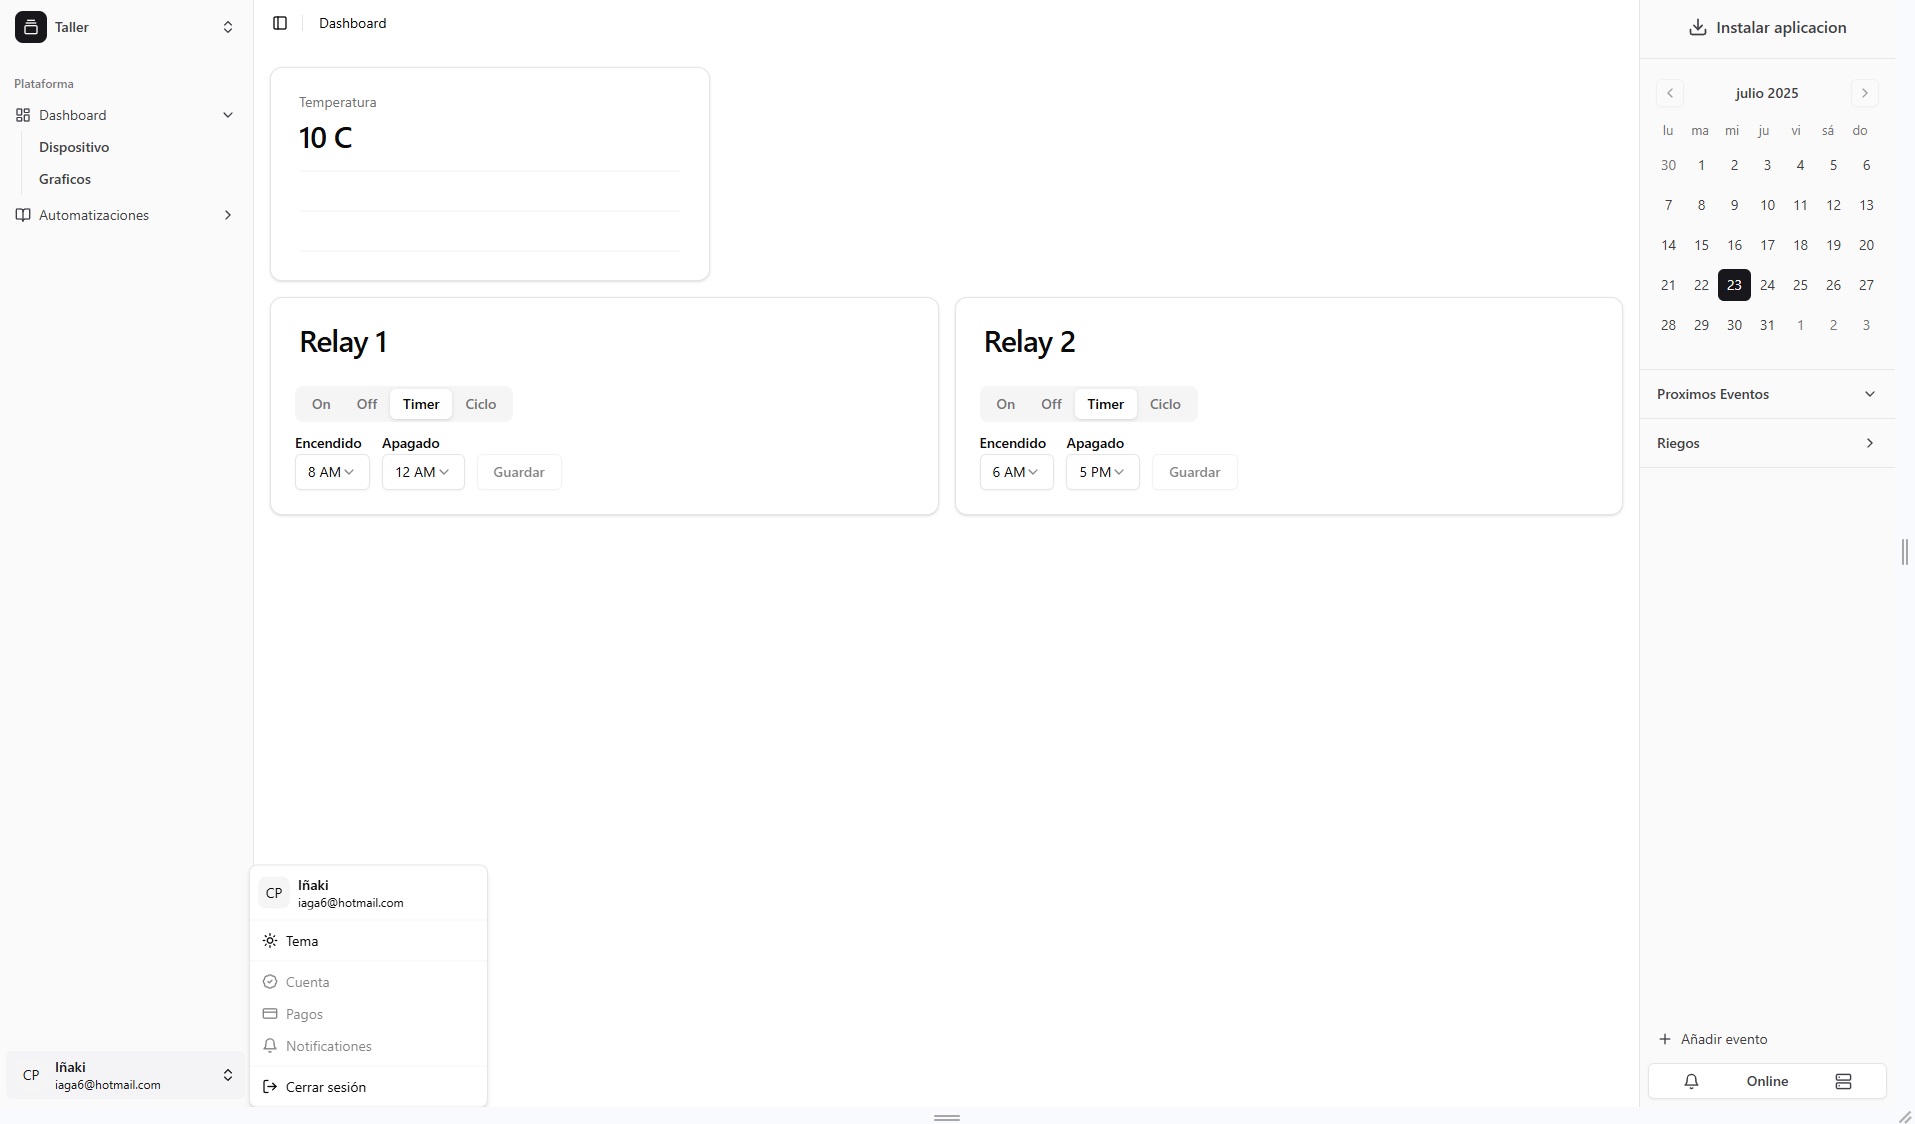 Taller
Plataforma
Dashboard
Dispositivo
Graficos
Automatizaciones
Iñaki
iaga6@hotmail.com
Dashboard
Temperatura
10 C
Relay 1
On Off Timer Ciclo
Encendido Apagado
8 AM 12 AM Guardar
Relay 2
On Off Timer Ciclo
Encendido Apagado
6 AM 5 PM Guardar
CP Iñaki
iaga6@hotmail.com
Tema
Cuenta
Pagos
Notificationes
Cerrar sesión
CP
Instalar aplicacion
julio 2025
lu ma mi ju vi sá do
30 1 2 3 4 5 6
7 8 9 10 11 12 13
14 15 16 17 18 19 20
21 22 23 24 25 26 27
28 29 30 31 1 2 3
Proximos Eventos
Riegos
Añadir evento
Online